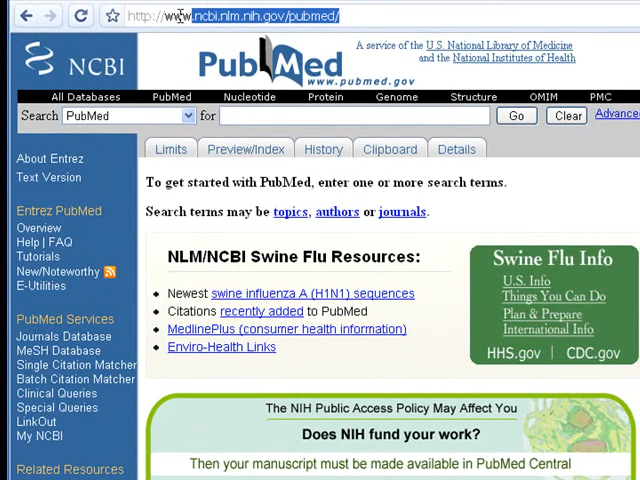 http://www.ncbi.nlm.nih.gov/pubmed/
NCBI
PubMed
www.pubmed.gov
A service of the U.S. National Library of Medicine
and the National Institutes of Health
All Databases PubMed Nucleotide Protein Genome Structure OMIM PMC
Search PubMed for Go Clear Advanced
Limits Preview/Index History Clipboard Details
About Entrez
Text Version
Entrez PubMed
Overview
Help | FAQ
Tutorials
New/Noteworthy
E-Utilities
PubMed Services
Journals Database
MeSH Database
Single Citation Matcher
Batch Citation Matcher
Clinical Queries
Special Queries
LinkOut
My NCBI
Related Resources
To get started with PubMed, enter one or more search terms.
Search terms may be topics, authors or journals.
NLM/NCBI Swine Flu Resources:
Newest swine influenza A (H1N1) sequences
Citations recently added to PubMed
MedlinePlus (consumer health information)
Enviro-Health Links
Swine Flu Info
U.S. Info
Things You Can Do
Plan & Prepare
International Info
HHS.gov CDC.gov
The NIH Public Access Policy May Affect You
Does NIH fund your work?
Then your manuscript must be made available in PubMed Central